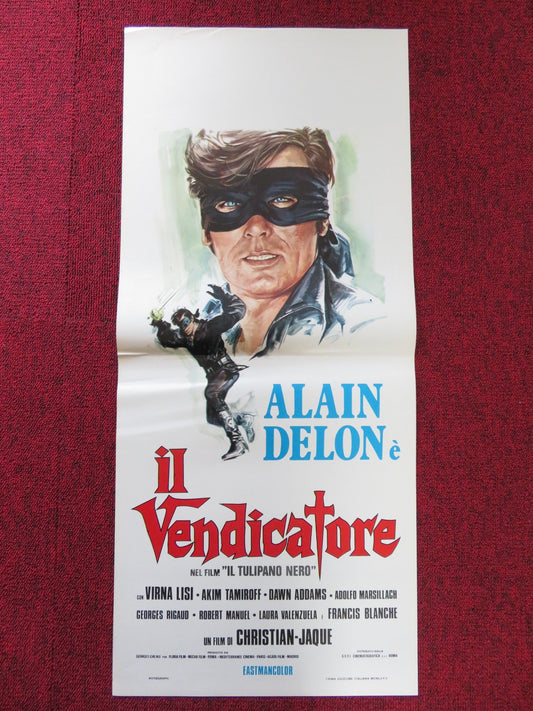 ALAIN
DELON è
il
Vendicatore
NEL FILM "IL TULIPANO NERO"
CON VIRNA LISI • AKIM TAMIROFF • DAWN ADDAMS • ADOLFO MARSILLACH
GEORGES RIGAUD • ROBERT MANUEL • LAURA VALENZUELA E FRANCIS BLANCHE
UN FILM DI CHRISTIAN-JAQUE
EASTMANCOLOR